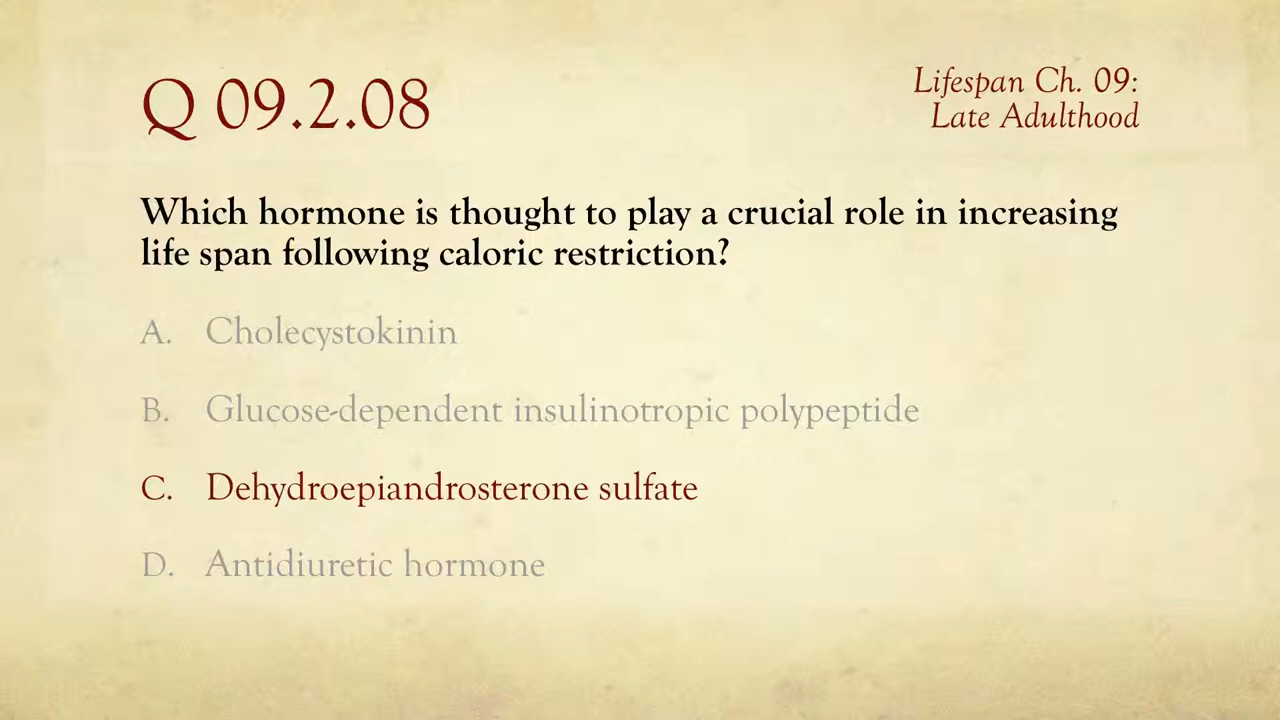 Q 09.2.08
Lifespan Ch. 09:
Late Adulthood
Which hormone is thought to play a crucial role in increasing
life span following caloric restriction?
A. Cholecystokinin
B. Glucose-dependent insulinotropic polypeptide
C. Dehydroepiandrosterone sulfate
D. Antidiuretic hormone